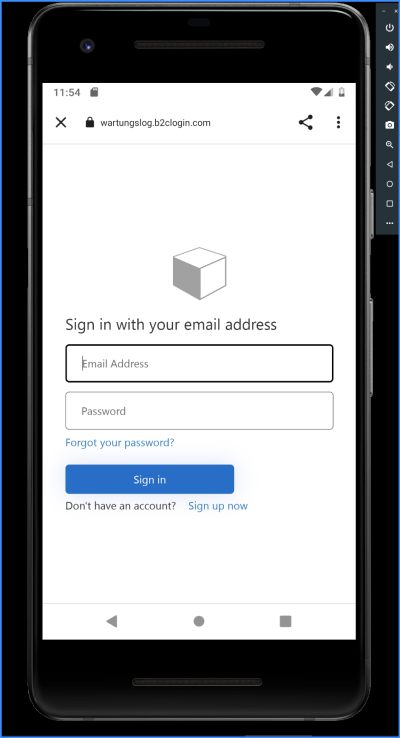 11:54
wartungslog.b2clogin.com
Sign in with your email address
Email Address
Password
Forgot your password?
Sign in
Don't have an account? Sign up now